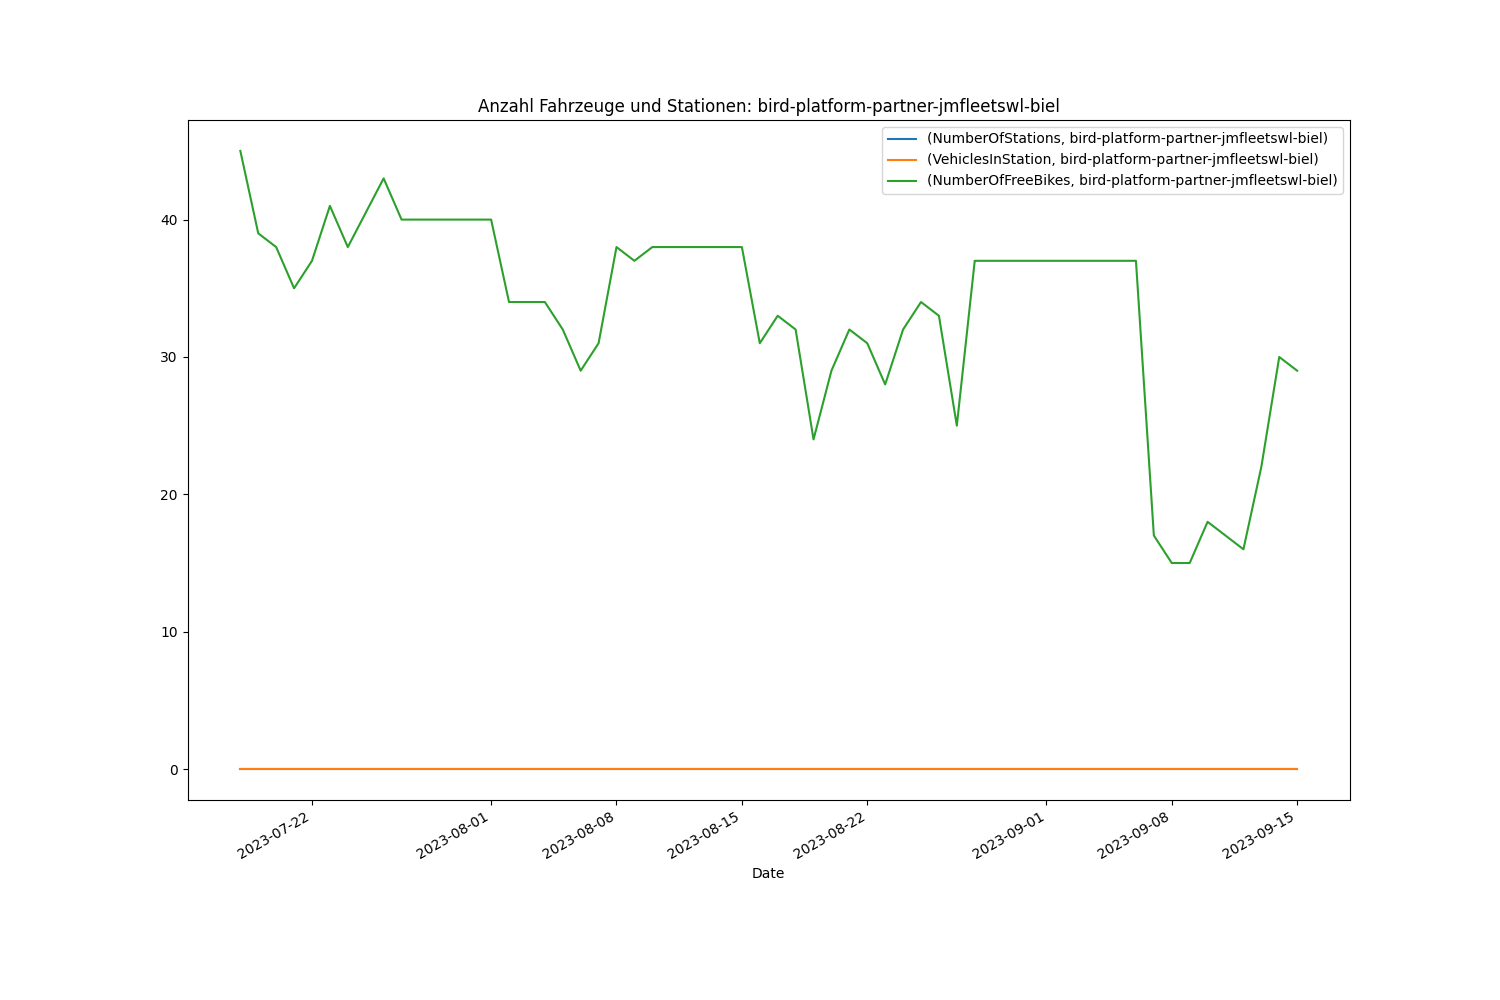 Anzahl Fahrzeuge und Stationen: bird-platform-partner-jmfleetswl-biel
(NumberOfStations, bird-platform-partner-jmfleetswl-biel)
(VehiclesInStation, bird-platform-partner-jmfleetswl-biel)
(NumberOfFreeBikes, bird-platform-partner-jmfleetswl-biel)
40
30
20
10
0
2023-07-22
2023-08-01
2023-08-08
2023-08-15
2023-08-22
2023-09-01
2023-09-08
2023-09-15
Date